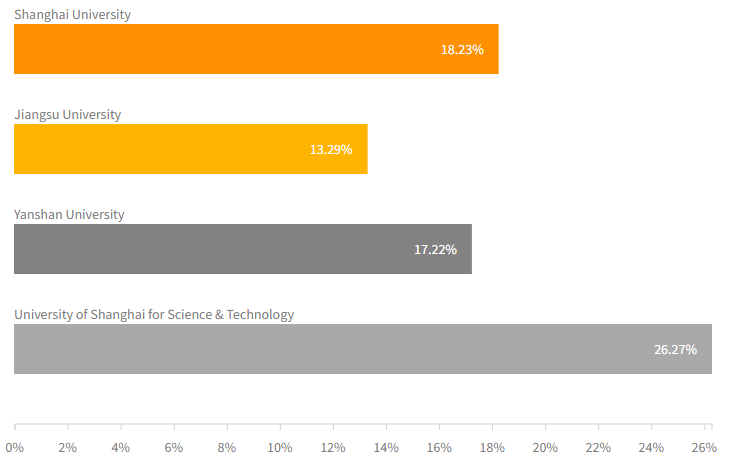 Shanghai University
18.23%
Jiangsu University
13.29%
Yanshan University
17.22%
University of Shanghai for Science & Technology
26.27%
0% 2% 4% 6% 8% 10% 12% 14% 16% 18% 20% 22% 24% 26%